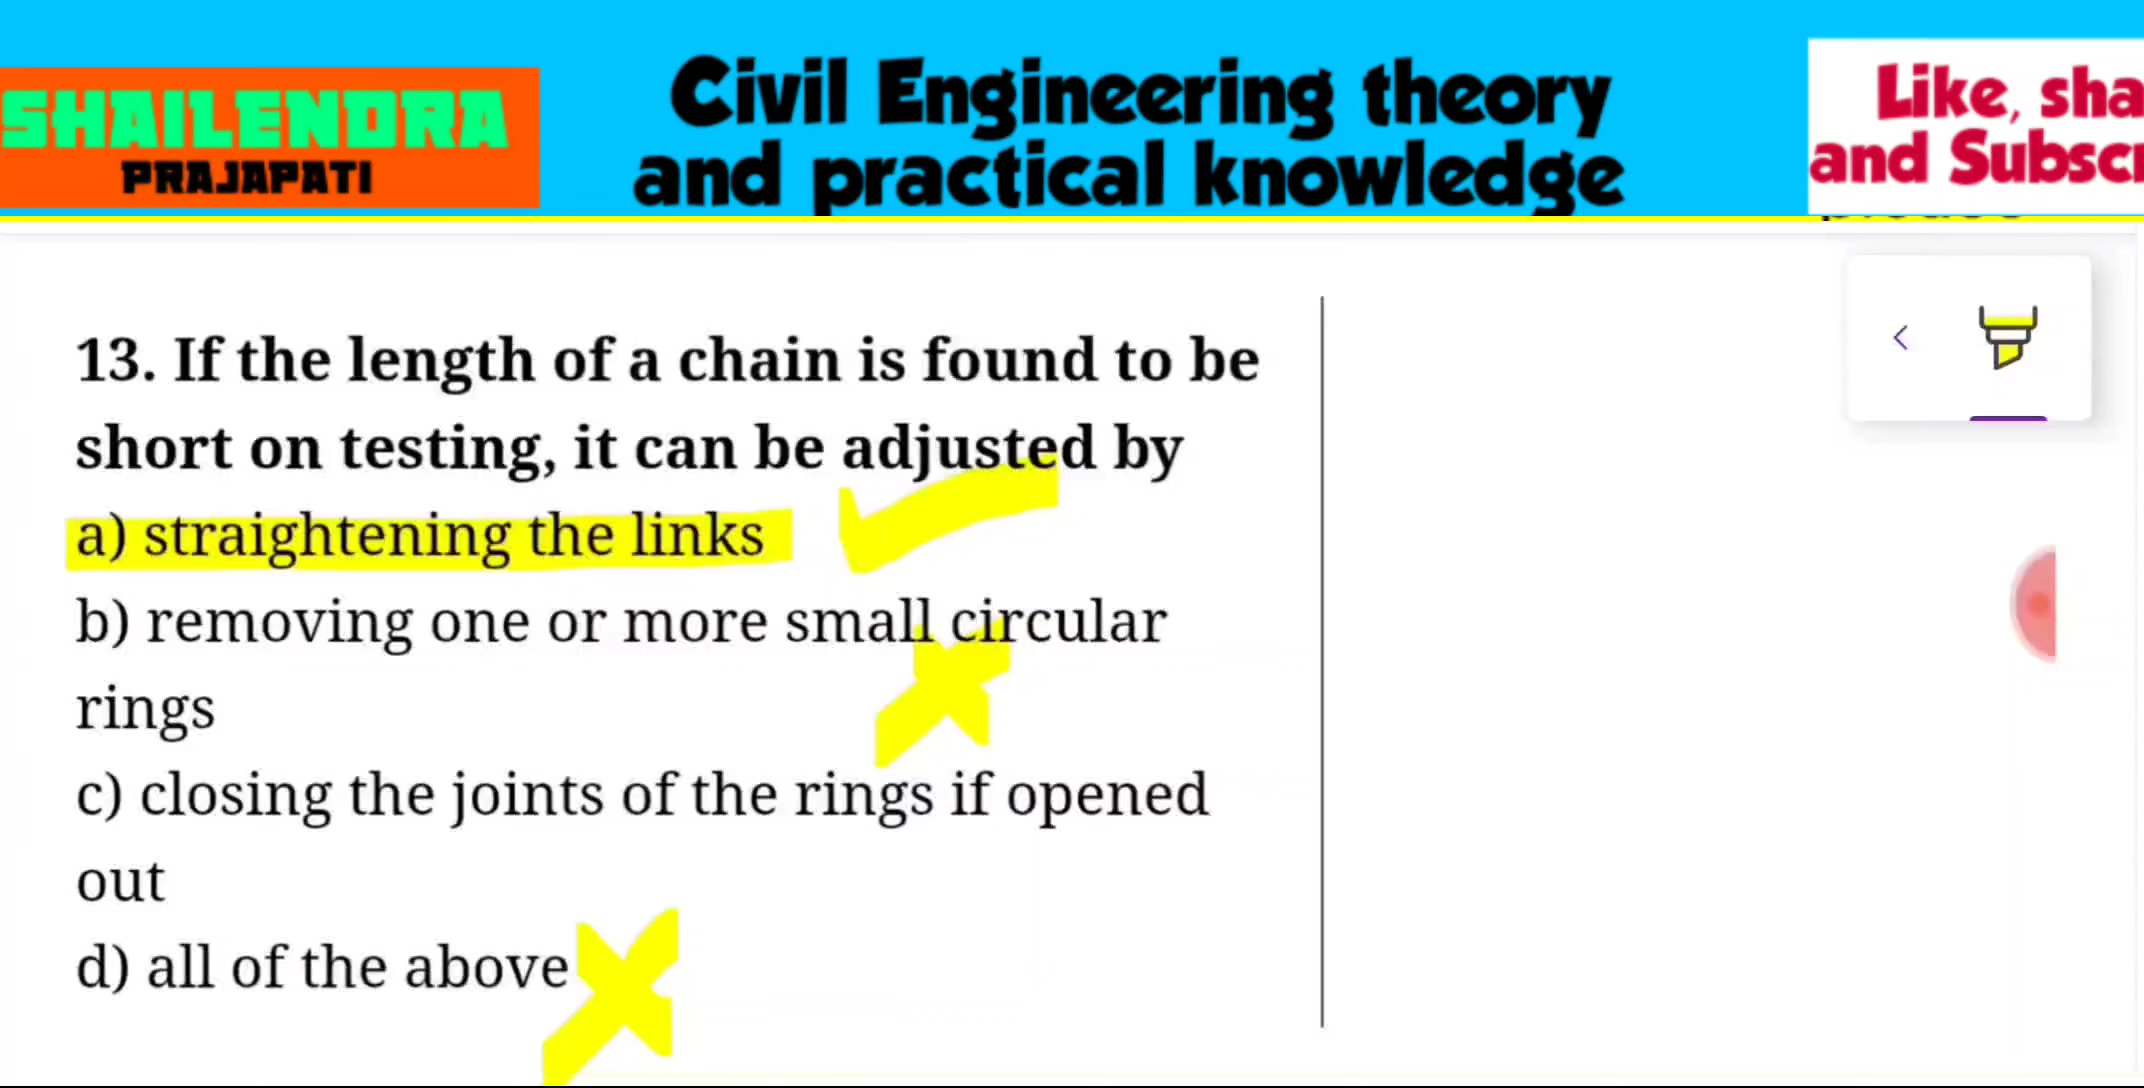 SHAILENDRA
PRAJAPATI
Civil Engineering theory
and practical knowledge
Like, sha
and Subscr
13. If the length of a chain is found to be
short on testing, it can be adjusted by
a) straightening the links
b) removing one or more small circular
rings
c) closing the joints of the rings if opened
out
d) all of the above